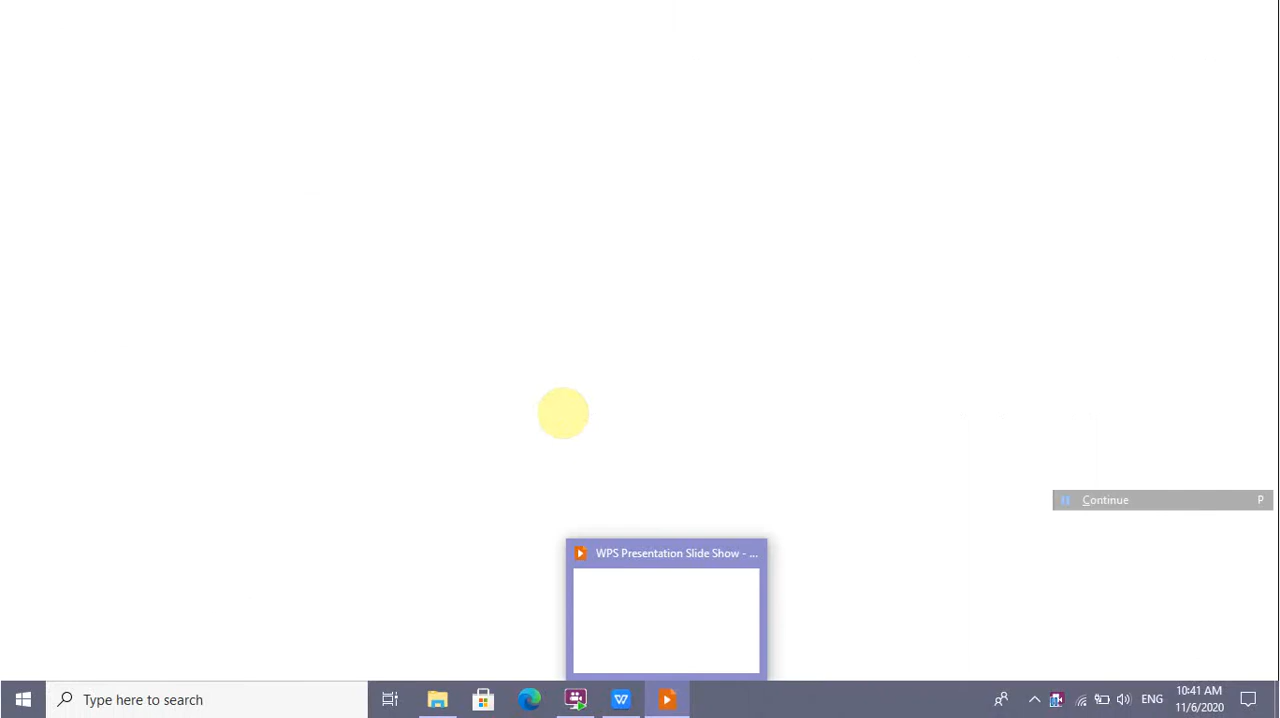 Continue P
WPS Presentation Slide Show - ...
Type here to search
ENG
10:41 AM
11/6/2020